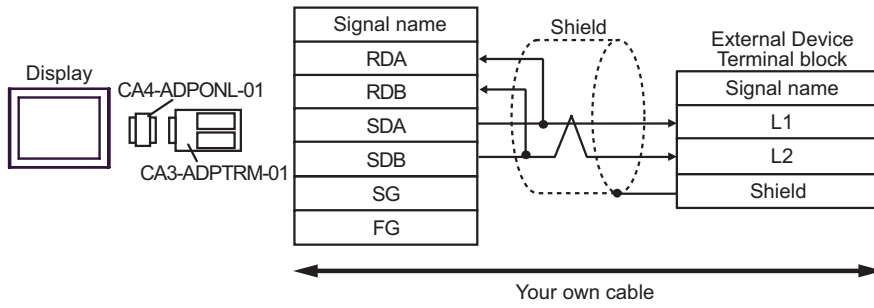 Display
CA4-ADPONL-01
CA3-ADPTRM-01
Signal name
RDA
RDB
SDA
SDB
SG
FG
Shield
External Device
Terminal block
Signal name
L1
L2
Shield
Your own cable